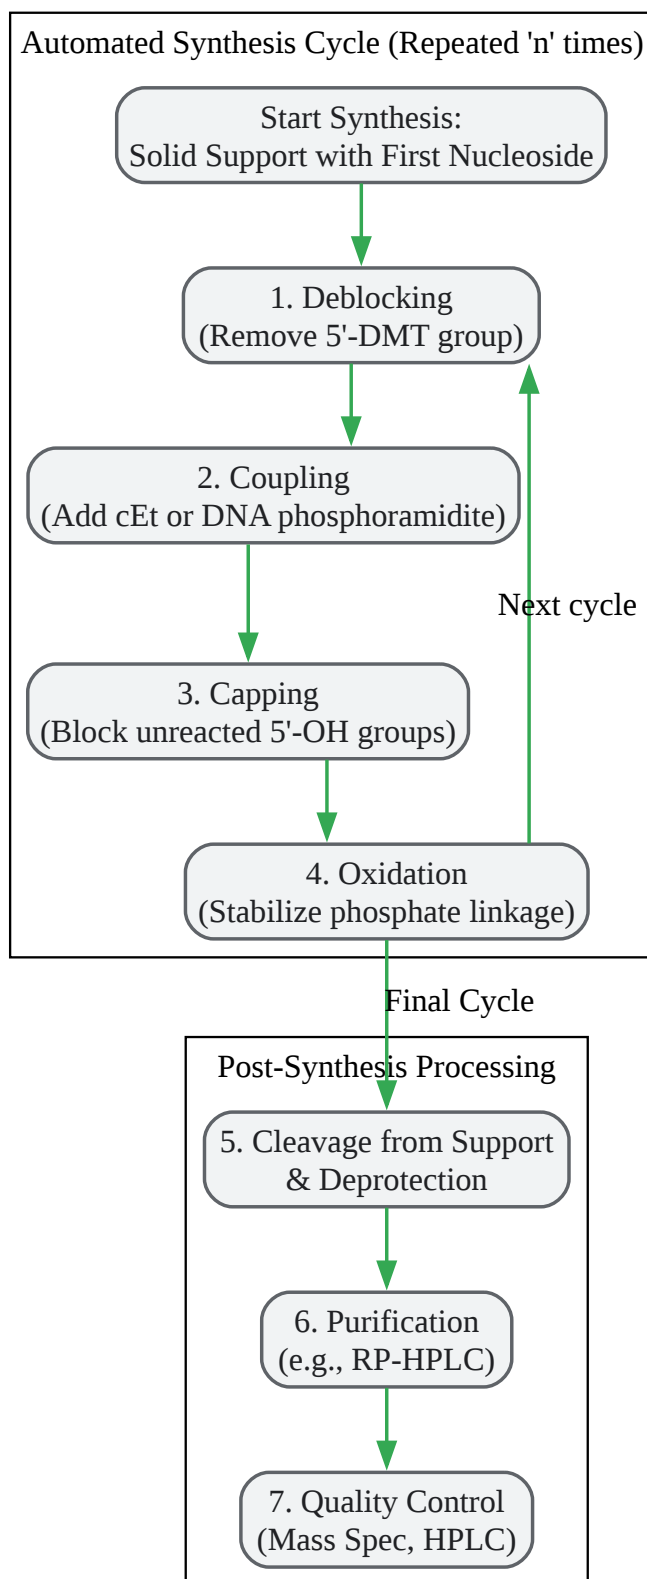 Automated Synthesis Cycle (Repeated 'n' times)
Start Synthesis:
Solid Support with First Nucleoside
1. Deblocking
(Remove 5'-DMT group)
2. Coupling
(Add cEt or DNA phosphoramidite)
Next cycle
3. Capping
(Block unreacted 5'-OH groups)
4. Oxidation
(Stabilize phosphate linkage)
Final Cycle
Post-Synthesis Processing
5. Cleavage from Support
& Deprotection
6. Purification
(e.g., RP-HPLC)
7. Quality Control
(Mass Spec, HPLC)